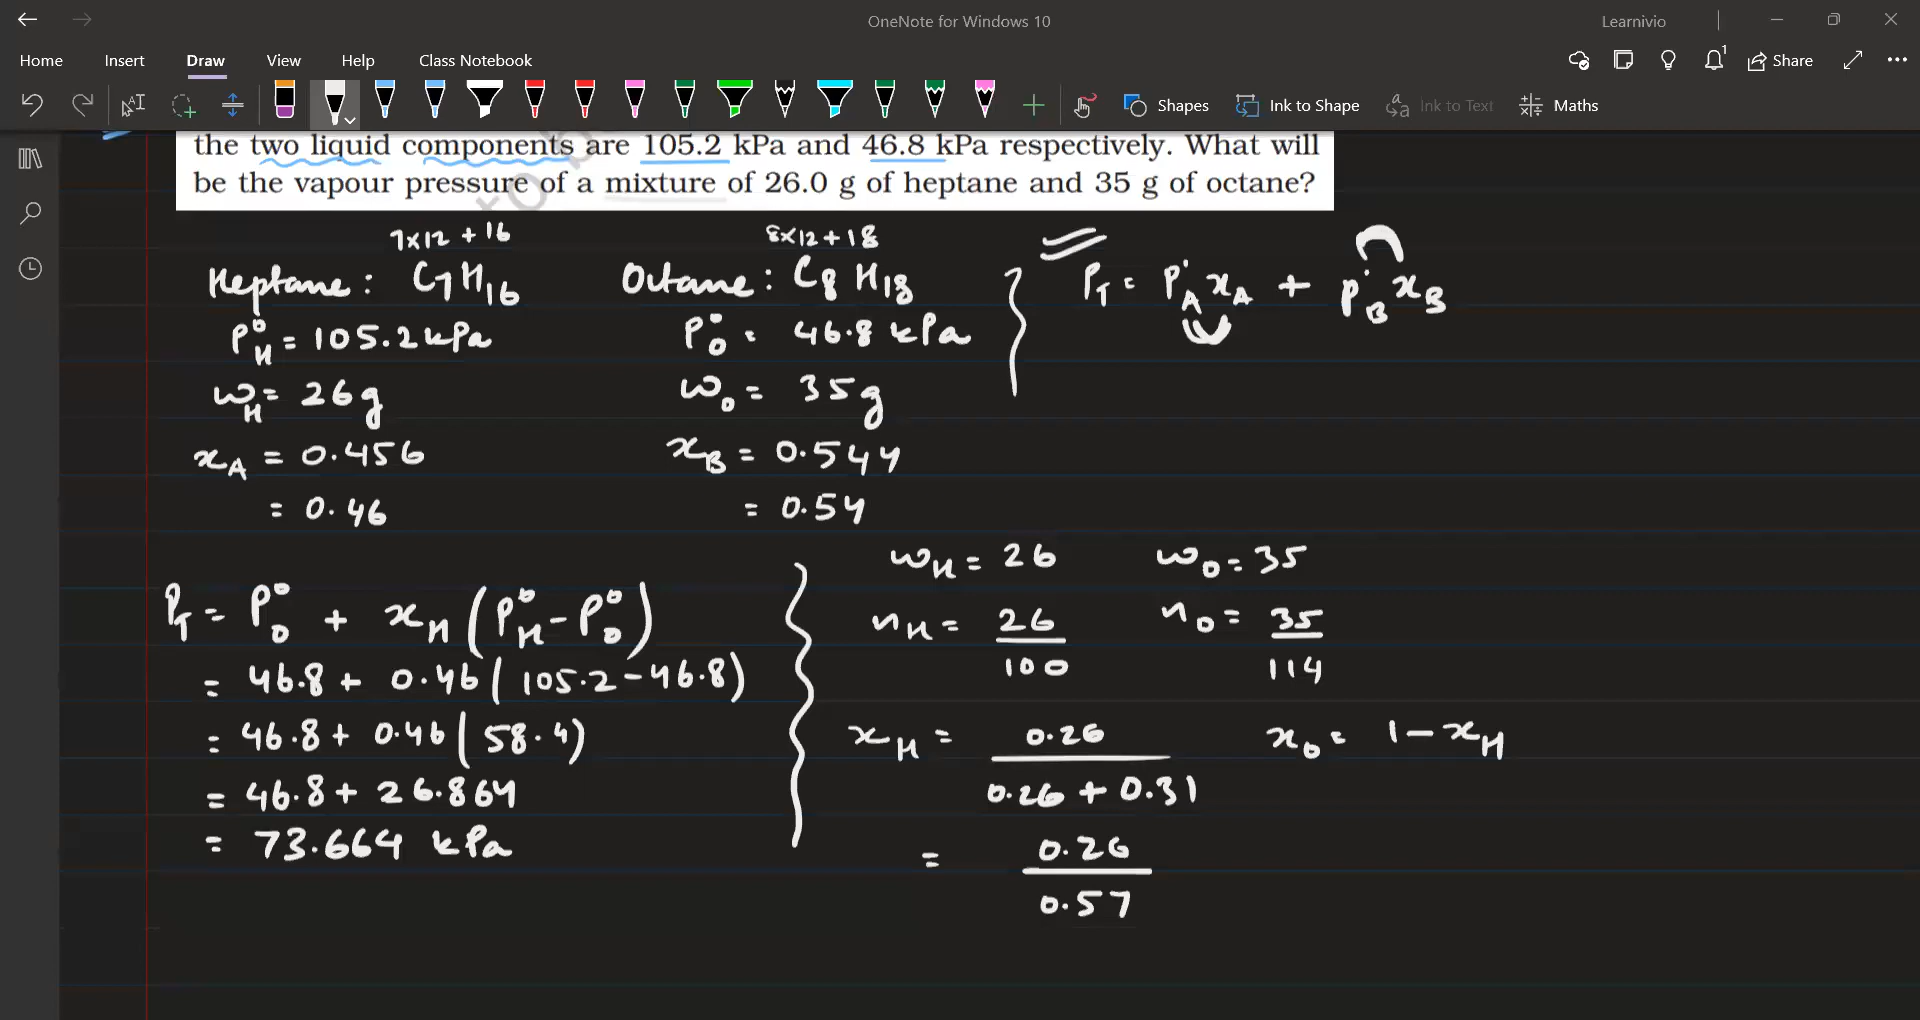 OneNote for Windows 10
Learnivio
Home Insert Draw View Help Class Notebook
1
Share
Shapes Ink to Shape Ink to Text Maths
the two liquid components are 105.2 kPa and 46.8 kPa respectively. What will
be the vapour pressure of a mixture of 26.0 g of heptane and 35 g of octane?
to b
7x12 + 16
8x12 + 18
Heptane : C7H16
Octane : C8H18
P°H = 105.2 kPa
P°O = 46.8 kPa
PT = P°A xA + P°B xB
wH = 26g
wO = 35g
xA = 0.456
xB = 0.544
= 0.46
= 0.54
wH = 26
wO = 35
PT = P°O + xH (P°H - P°O)
nH = 26/100
nO = 35/114
= 46.8 + 0.46 (105.2 - 46.8)
= 46.8 + 0.46 (58.4)
xH = 0.26/0.26 + 0.31
xO = 1 - xH
= 46.8 + 26.864
= 73.664 kPa
= 0.26/0.57